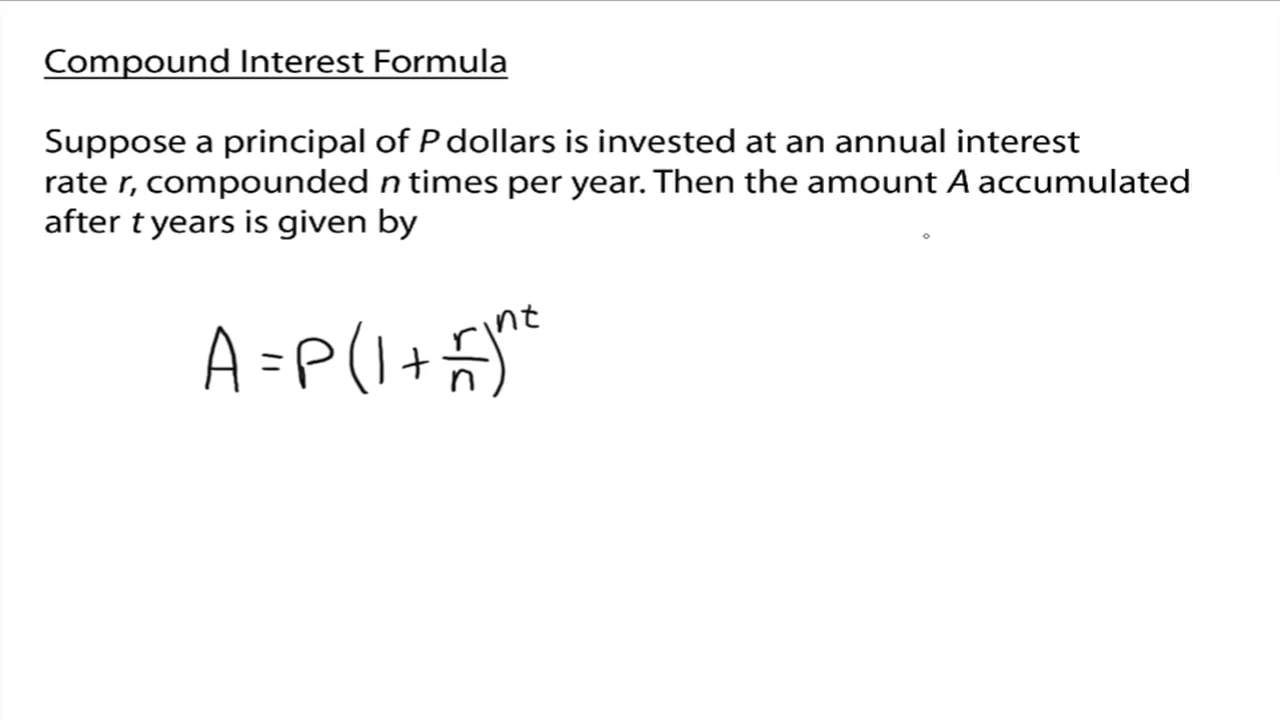 Compound Interest Formula
Suppose a principal of P dollars is invested at an annual interest
rate r, compounded n times per year. Then the amount A accumulated
after t years is given by
A = P(1 + r/n)^nt